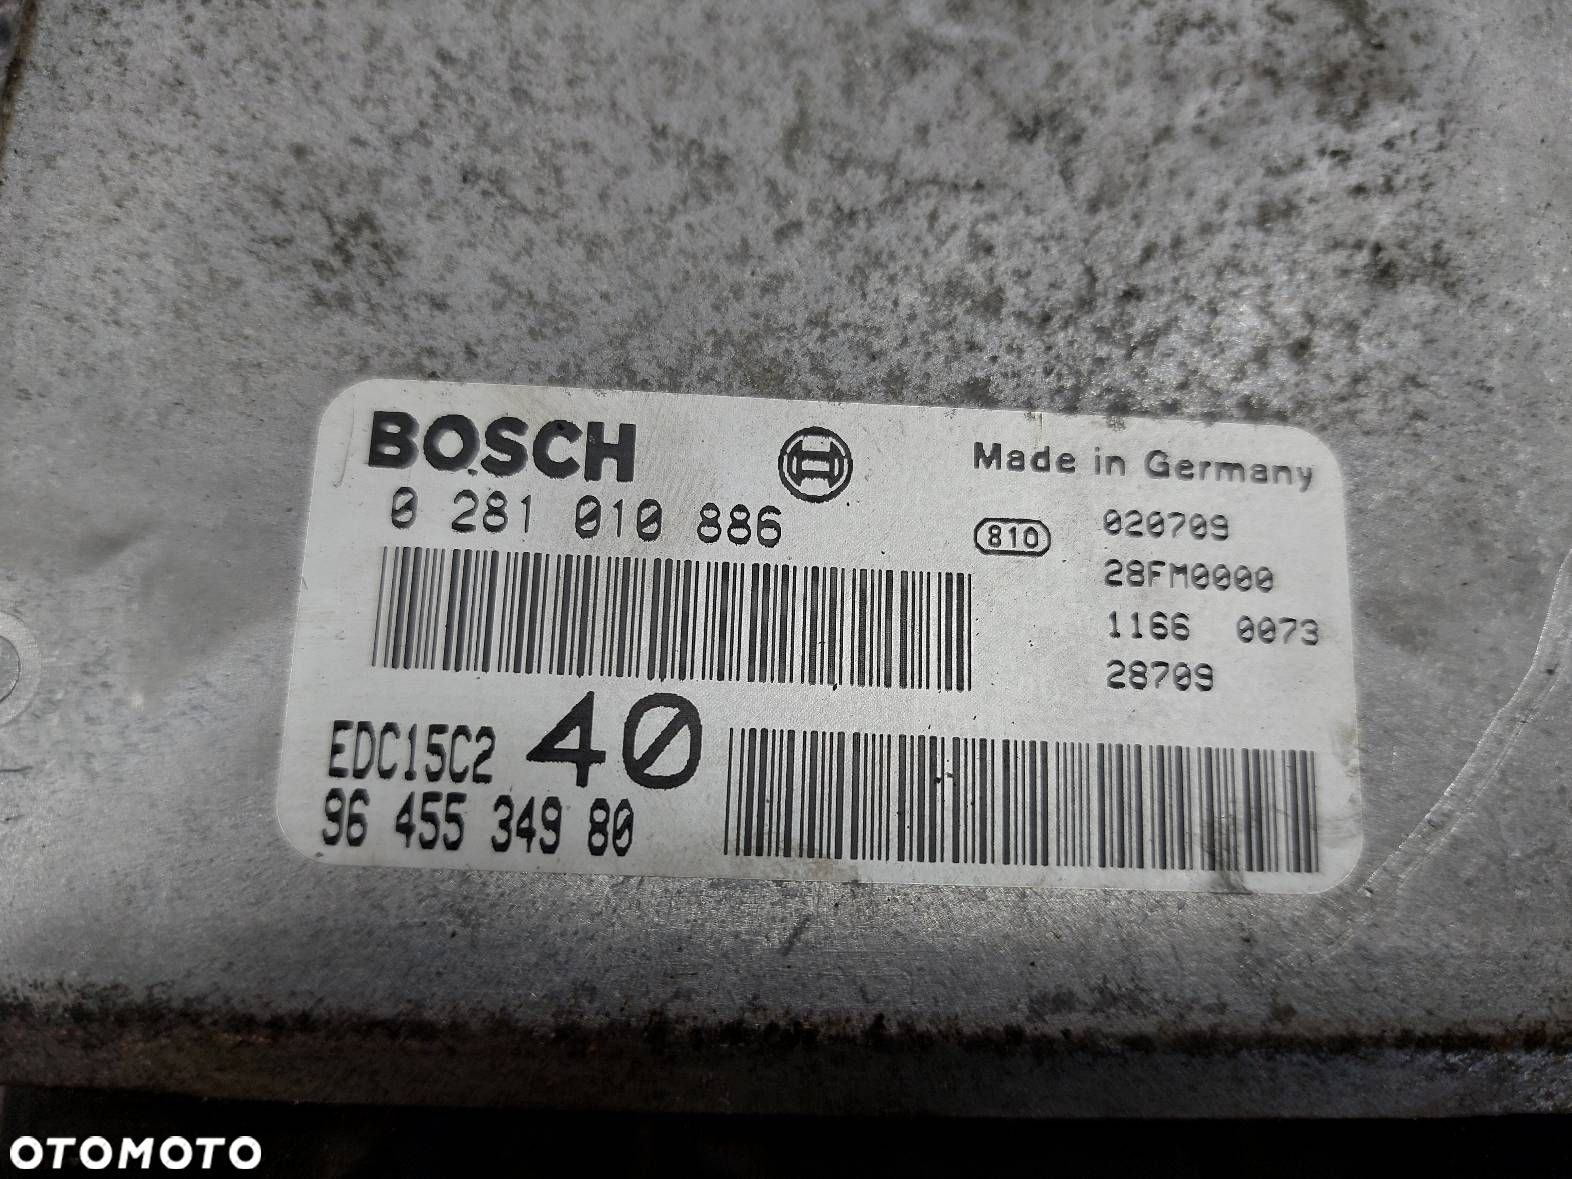 BOSCH
Made in Germany
0 281 010 886
810
020709
28FM0000
1166 0073
28709
EDC15C2 40
96 455 349 80
OTOMOTO